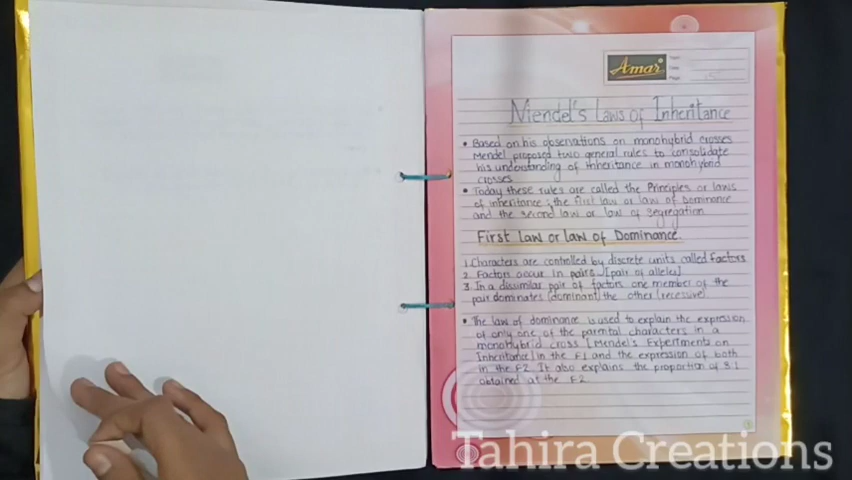 Amar
Mendel's Laws of Inheritance
• Based on his observations on monohybrid crosses
Mendel proposed two general rules to consolidate
his understanding of inheritance in monohybrid
crosses
• Today these rules are called the Principles or laws
of inheritance: the first law or law of Dominance
and the second law or law of segregation
First law or law of Dominance.
1. Characters are controlled by discrete units called Factors
2. Factors occur in pairs [pair of alleles]
3. In a dissimilar pair of factors one member of the
pair dominates (dominant) the other (recessive)
• The law of dominance is used to explain the expression
of only one of the parental characters in a
monohybrid cross [Mendel's Experiments on
Inheritance] in the F1 and the expression of both
in the F2. It also explains the proportion of 3:1
obtained at the F2
Tahira Creations